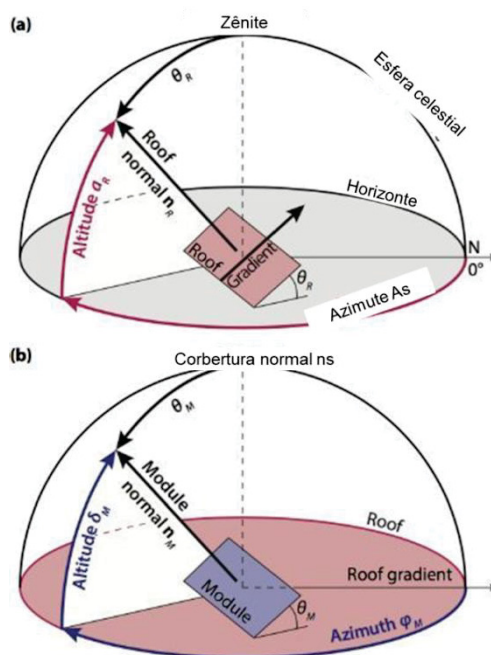 (a)
Zênite
θR
Esfera celestial
Roof
normal nR
Altitude aR
Horizonte
Roof
Gradient
θR
N
0°
Azimute As
(b)
Corbertura normal ns
θM
Module
normal nM
Altitude δM
Roof
Roof gradient
Module
θM
Azimuth φM